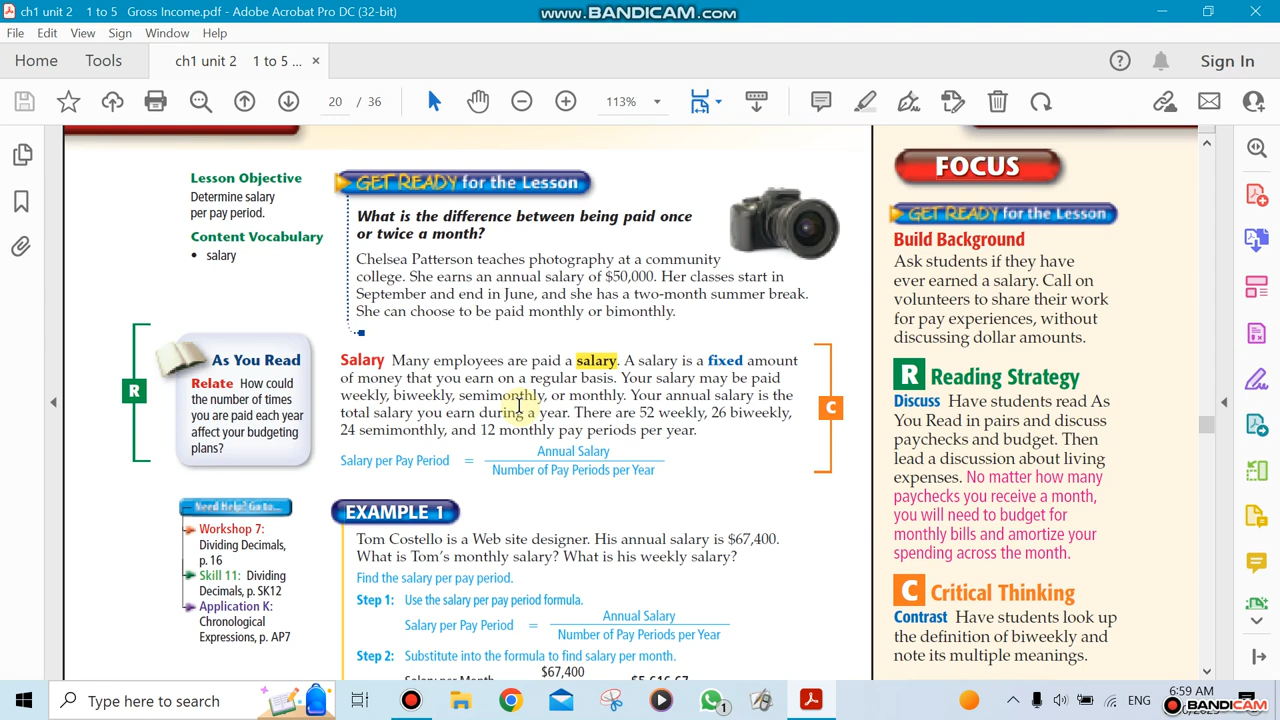 ch1 unit 2    1 to 5    Gross Income.pdf - Adobe Acrobat Pro DC (32-bit)
www.BANDICAM.com
File Edit View Sign Window Help
Home Tools ch1 unit 2    1 to 5 ... × Sign In
20 / 36 113%
Lesson Objective
Determine salary
per pay period.
Content Vocabulary
• salary
GET READY for the Lesson
What is the difference between being paid once
or twice a month?
Chelsea Patterson teaches photography at a community
college. She earns an annual salary of $50,000. Her classes start in
September and end in June, and she has a two-month summer break.
She can choose to be paid monthly or bimonthly.
R
As You Read
Relate How could
the number of times
you are paid each year
affect your budgeting
plans?
Salary Many employees are paid a salary. A salary is a fixed amount
of money that you earn on a regular basis. Your salary may be paid
weekly, biweekly, semimonthly, or monthly. Your annual salary is the
total salary you earn during a year. There are 52 weekly, 26 biweekly,
24 semimonthly, and 12 monthly pay periods per year.
Salary per Pay Period = Annual Salary
Number of Pay Periods per Year
C
Need Help? Go to...
Workshop 7:
Dividing Decimals,
p. 16
Skill 11: Dividing
Decimals, p. SK12
Application K:
Chronological
Expressions, p. AP7
EXAMPLE 1
Tom Costello is a Web site designer. His annual salary is $67,400.
What is Tom's monthly salary? What is his weekly salary?
Find the salary per pay period.
Step 1: Use the salary per pay period formula.
Salary per Pay Period = Annual Salary
Number of Pay Periods per Year
Step 2: Substitute into the formula to find salary per month.
$67,400
FOCUS
GET READY for the Lesson
Build Background
Ask students if they have
ever earned a salary. Call on
volunteers to share their work
for pay experiences, without
discussing dollar amounts.
R Reading Strategy
Discuss Have students read As
You Read in pairs and discuss
paychecks and budget. Then
lead a discussion about living
expenses. No matter how many
paychecks you receive a month,
you will need to budget for
monthly bills and amortize your
spending across the month.
C Critical Thinking
Contrast Have students look up
the definition of biweekly and
note its multiple meanings.
Type here to search
1
ENG
6:59 AM
BANDICAM